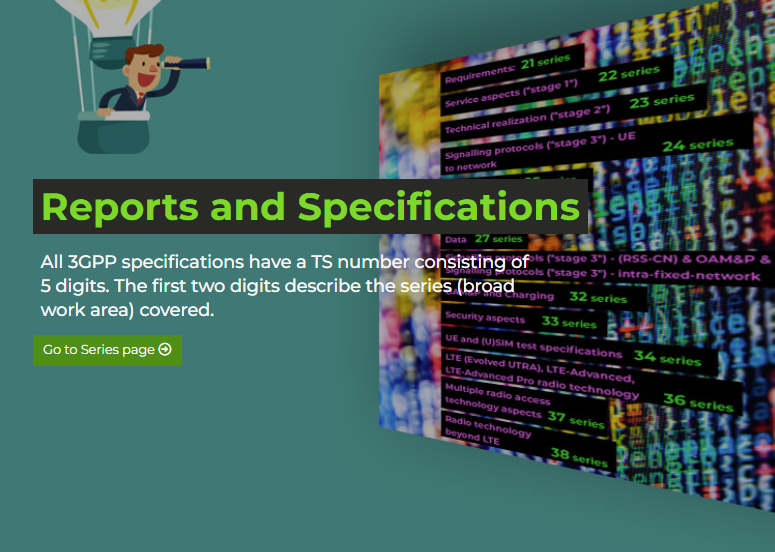 Requirements: 21 series
Service aspects ("stage 1") 22 series
Technical realization ("stage 2") 23 series
Signalling protocols ("stage 3") - UE
to network 24 series
Reports and Specifications
Data 27 series
protocols ("stage 3") - (RSS-CN) & OAM&P &
Signalling protocols ("stage 3") - intra-fixed-network
All 3GPP specifications have a TS number consisting of
5 digits. The first two digits describe the series (broad
work area) covered.
and Charging 32 series
Security aspects 33 series
UE and (U)SIM test specifications 34 series
LTE (Evolved UTRA), LTE-Advanced,
LTE-Advanced Pro radio technology 36 series
Multiple radio access
technology aspects 37 series
Radio technology
beyond LTE 38 series
Go to Series page